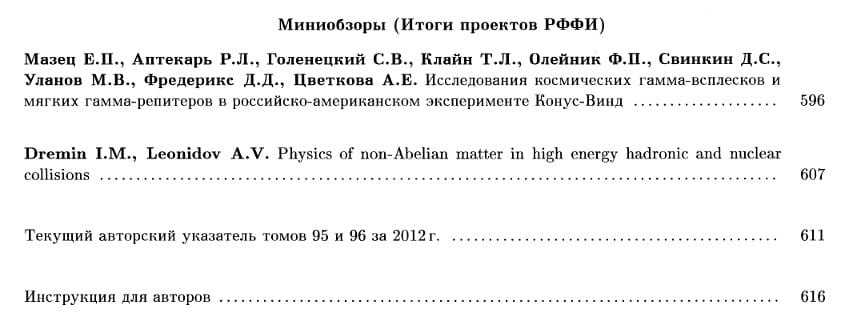 Миниобзоры (Итоги проектов РФФИ)
Мазец Е.П., Аптекарь Р.Л., Голенецкий С.В., Клайн Т.Л., Олейник Ф.П., Свинкин Д.С.,
Уланов М.В., Фредерикс Д.Д., Цветкова А.Е. Исследования космических гамма-всплесков и
мягких гамма-репитеров в российско-американском эксперименте Конус-Винд .................... 596
Dremin I.M., Leonidov A.V. Physics of non-Abelian matter in high energy hadronic and nuclear
collisions .................................................................................................... 607
Текущий авторский указатель томов 95 и 96 за 2012 г. ............................................... 611
Инструкция для авторов .................................................................................. 616